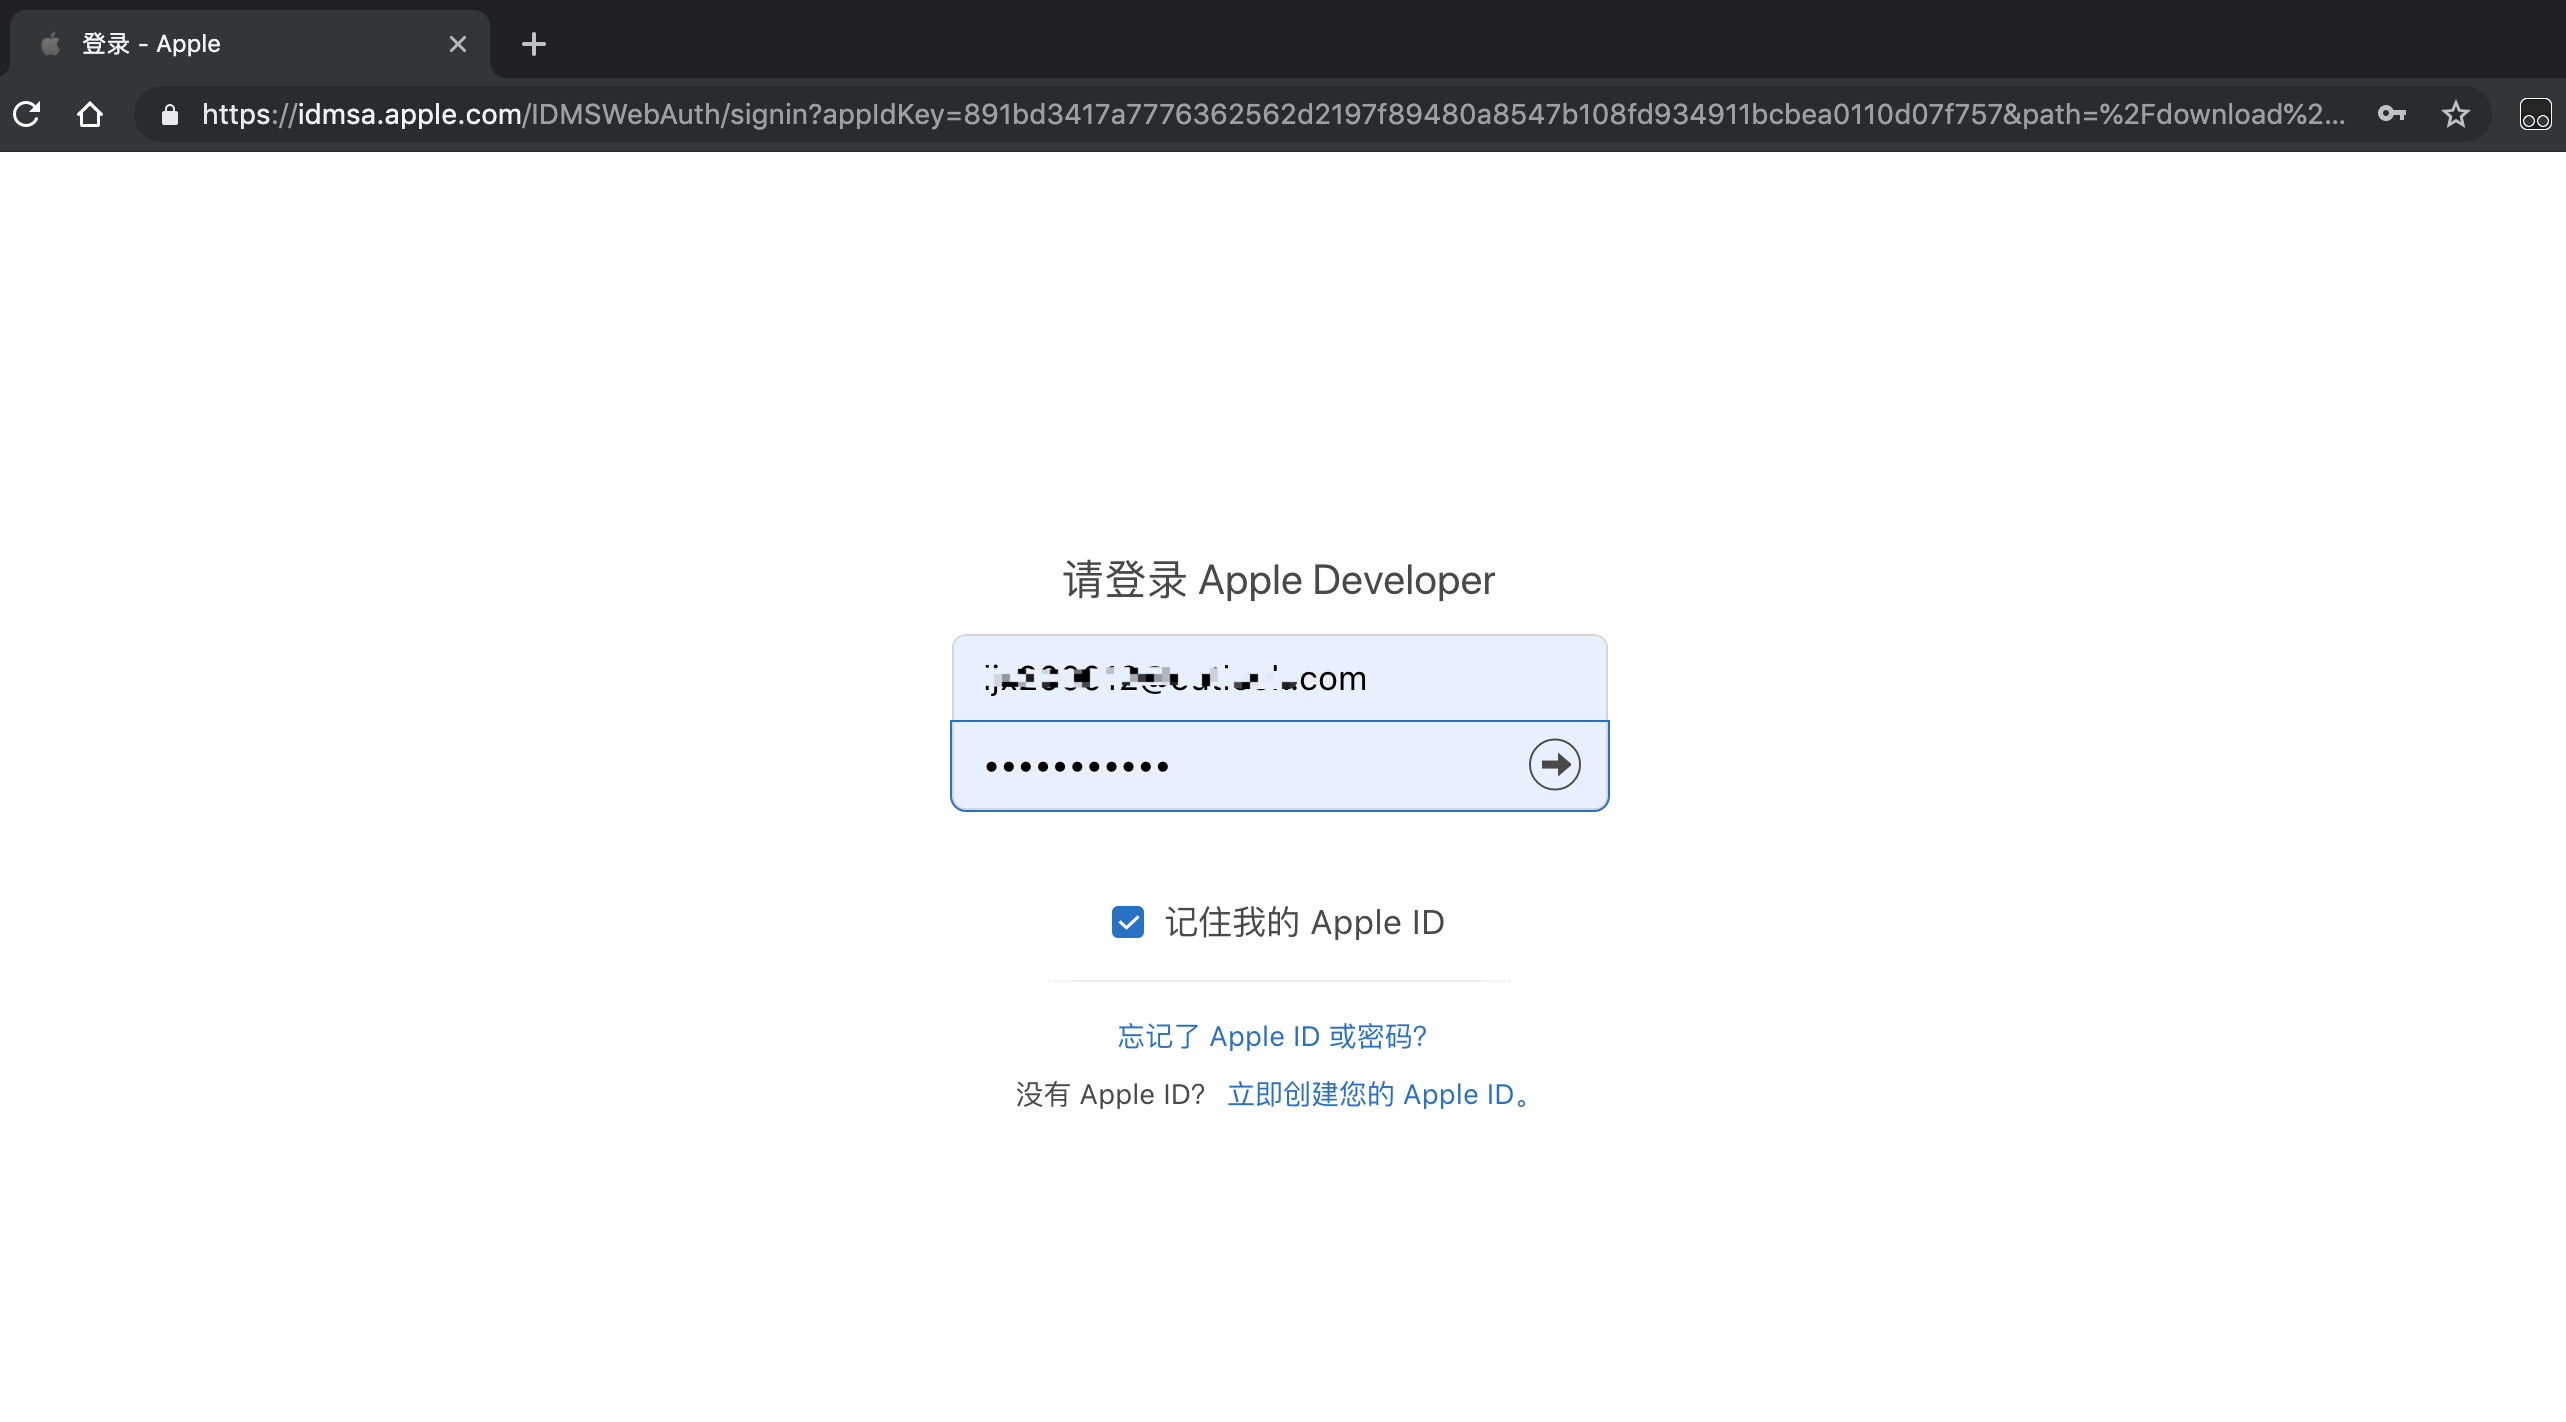 登录 - Apple
https://idmsa.apple.com/IDMSWebAuth/signin?appIdKey=891bd3417a7776362562d2197f89480a8547b108fd934911bcbea0110d07f757&path=%2Fdownload%2...
请登录 Apple Developer
.com
•••••••••••
记住我的 Apple ID
忘记了 Apple ID 或密码?
没有 Apple ID? 立即创建您的 Apple ID。